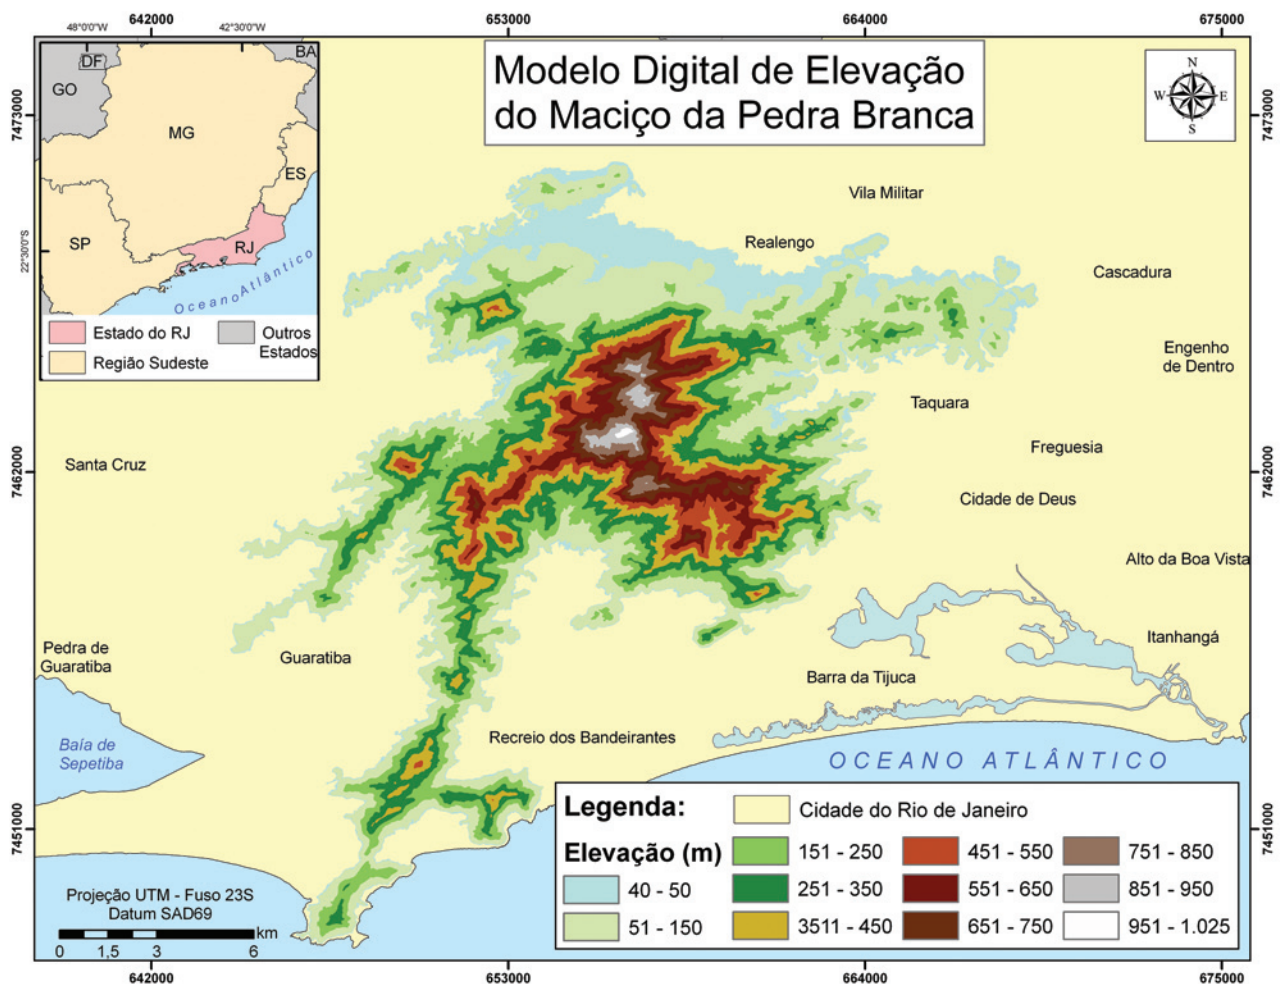 642000
653000
664000
675000
48°0'0"W
42°30'0"W
7473000
7473000
22°30'0"S
7462000
7462000
7451000
7451000
BA
DF
GO
MG
ES
SP
RJ
Oceano Atlântico
Estado do RJ
Outros
Estados
Região Sudeste
Modelo Digital de Elevação
do Maciço da Pedra Branca
N
W
E
S
Vila Militar
Realengo
Cascadura
Engenho
de Dentro
Taquara
Freguesia
Santa Cruz
Cidade de Deus
Alto da Boa Vista
Itanhangá
Pedra de
Guaratiba
Guaratiba
Barra da Tijuca
Recreio dos Bandeirantes
Baía de
Sepetiba
OCEANO ATLÂNTICO
Legenda:
Cidade do Rio de Janeiro
Elevação (m)
40 - 50
51 - 150
151 - 250
251 - 350
3511 - 450
451 - 550
551 - 650
651 - 750
751 - 850
851 - 950
951 - 1.025
Projeção UTM - Fuso 23S
Datum SAD69
km
0
1,5
3
6
642000
653000
664000
675000